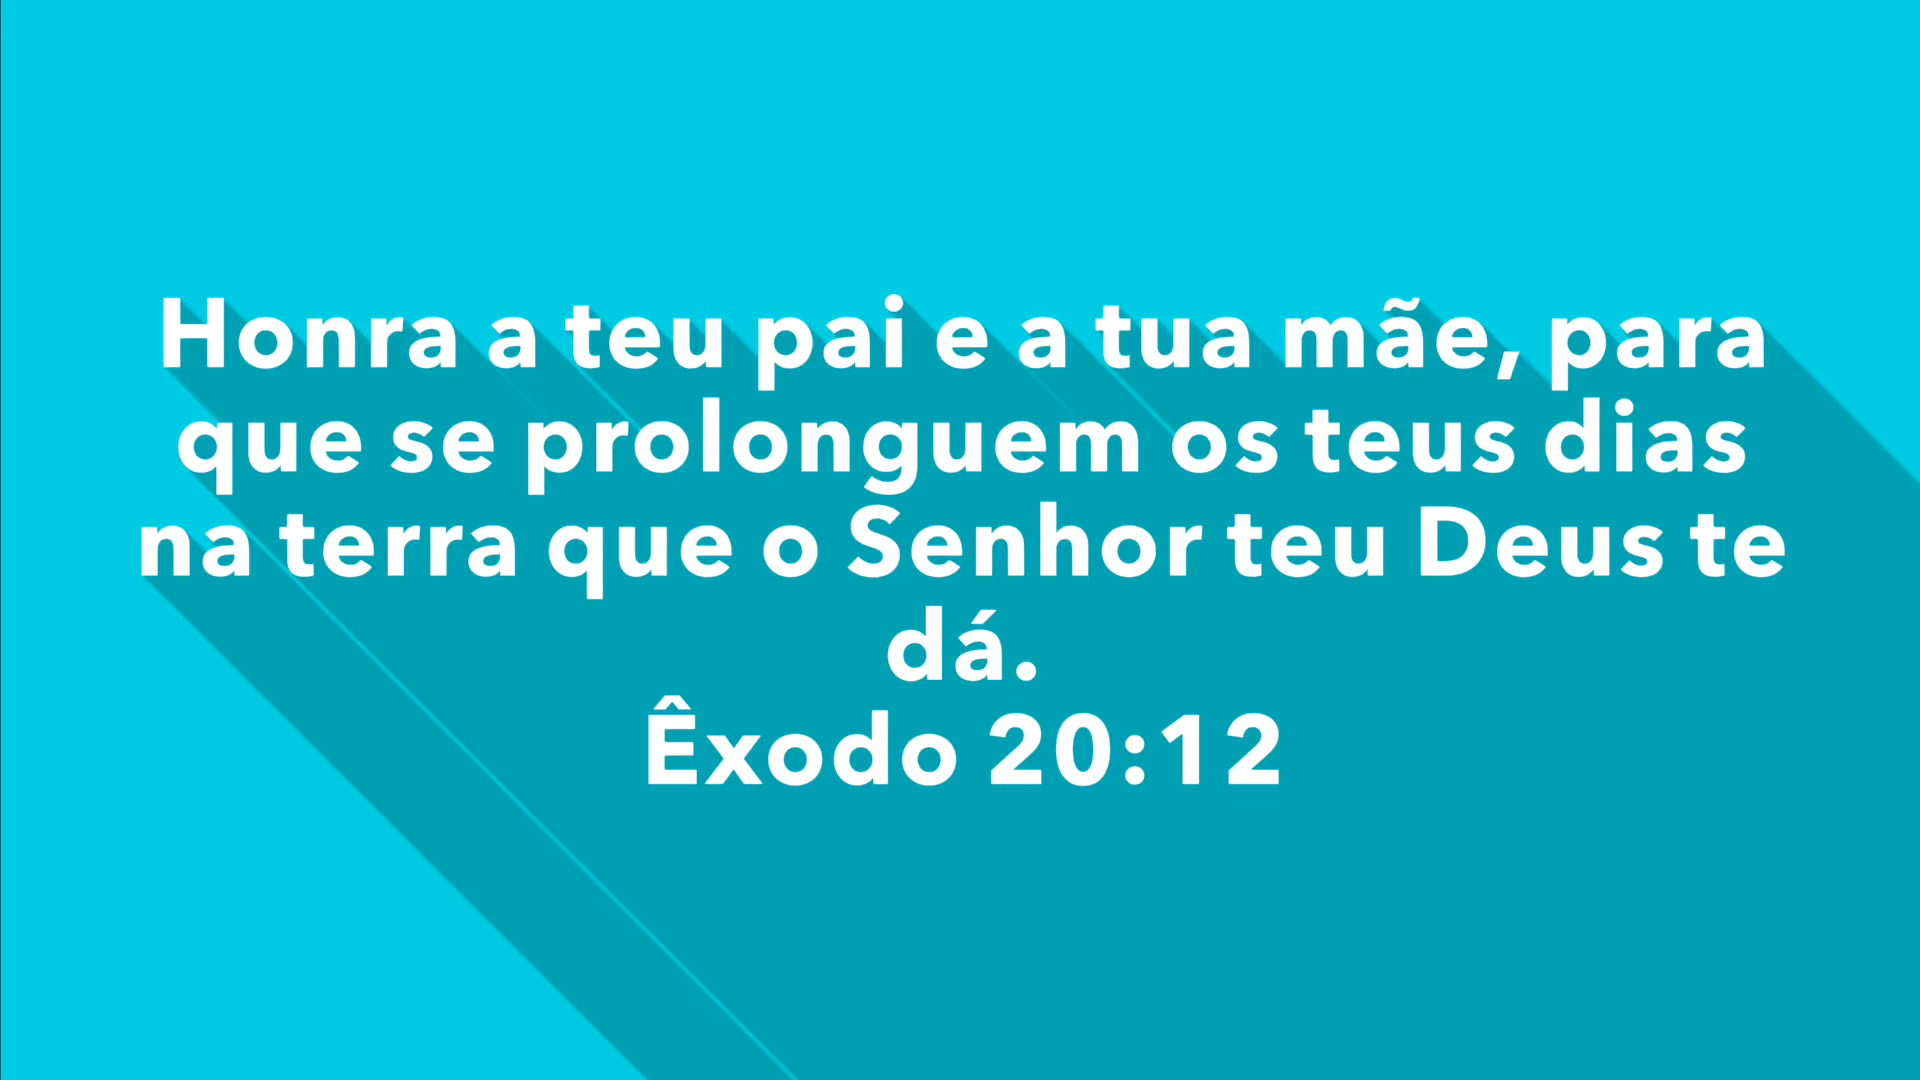 Honra a teu pai e a tua mãe, para
que se prolonguem os teus dias
na terra que o Senhor teu Deus te
dá.
Êxodo 20:12